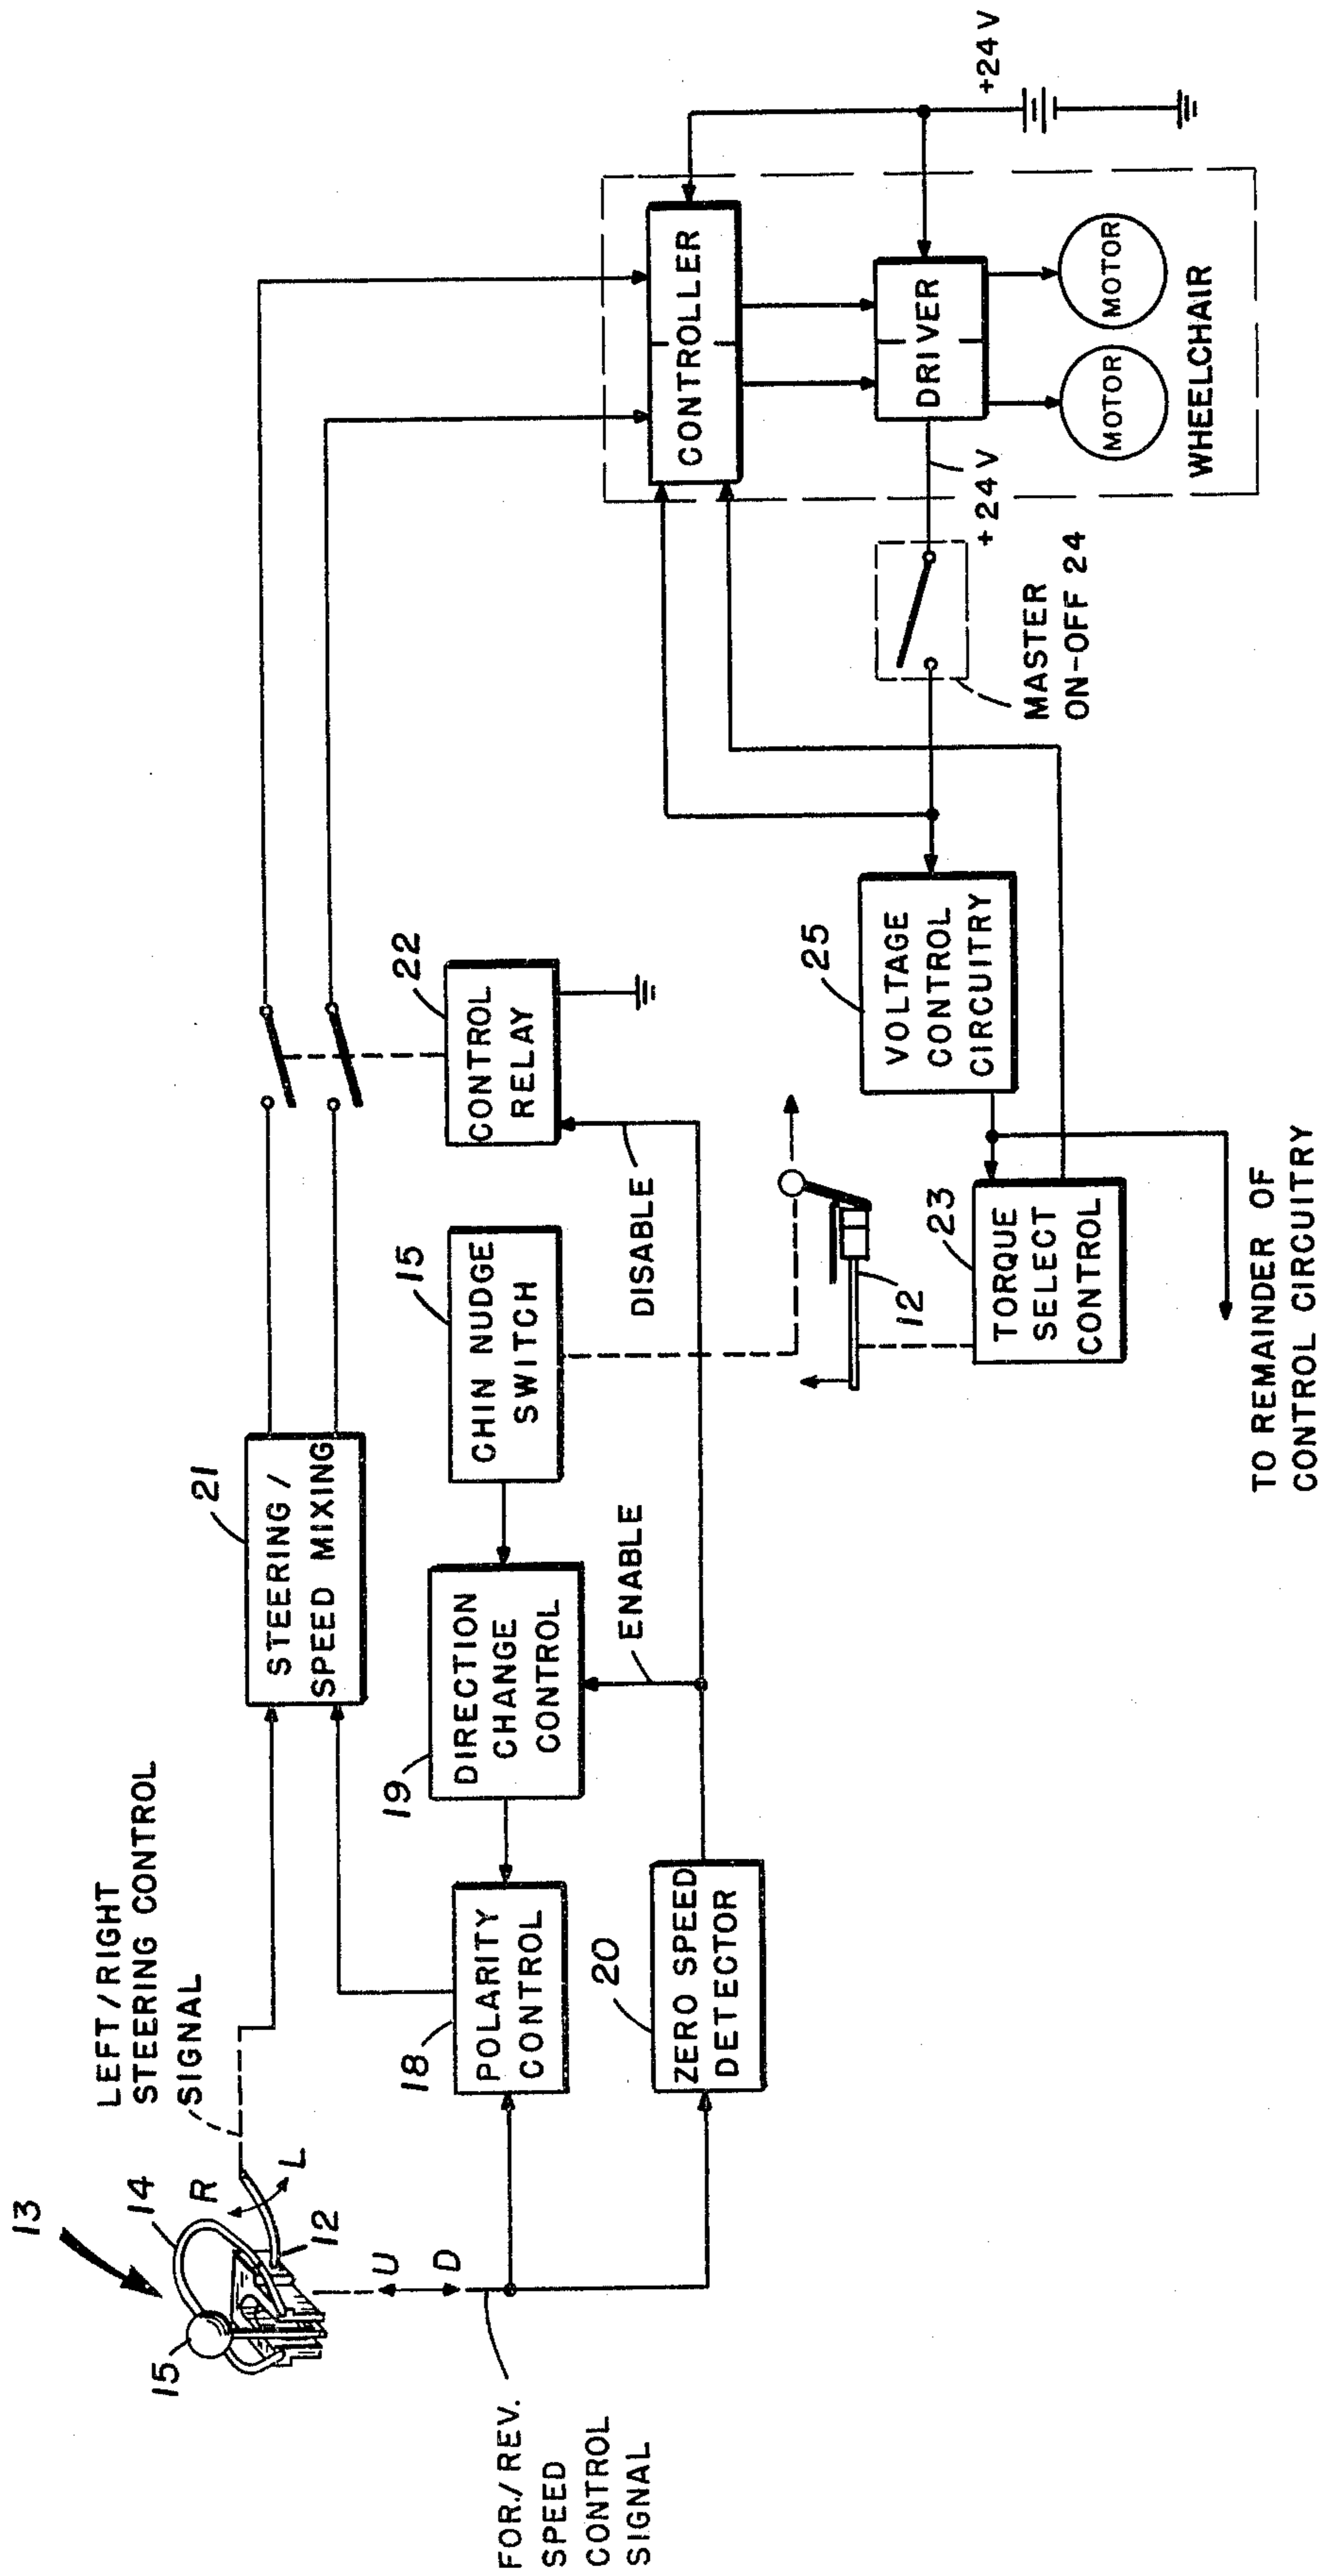 13
14
15
R
L
12
U
D
LEFT/RIGHT
STEERING CONTROL
SIGNAL
FOR./REV.
SPEED
CONTROL
SIGNAL
21
STEERING/
SPEED MIXING
18
POLARITY
CONTROL
19
DIRECTION
CHANGE
CONTROL
15
CHIN NUDGE
SWITCH
22
CONTROL
RELAY
20
ZERO SPEED
DETECTOR
ENABLE
DISABLE
12
23
TORQUE
SELECT
CONTROL
25
VOLTAGE
CONTROL
CIRCUITRY
TO REMAINDER OF
CONTROL CIRCUITRY
MASTER
ON-OFF 24
+24V
CONTROLLER
DRIVER
MOTOR
MOTOR
WHEELCHAIR
+24V